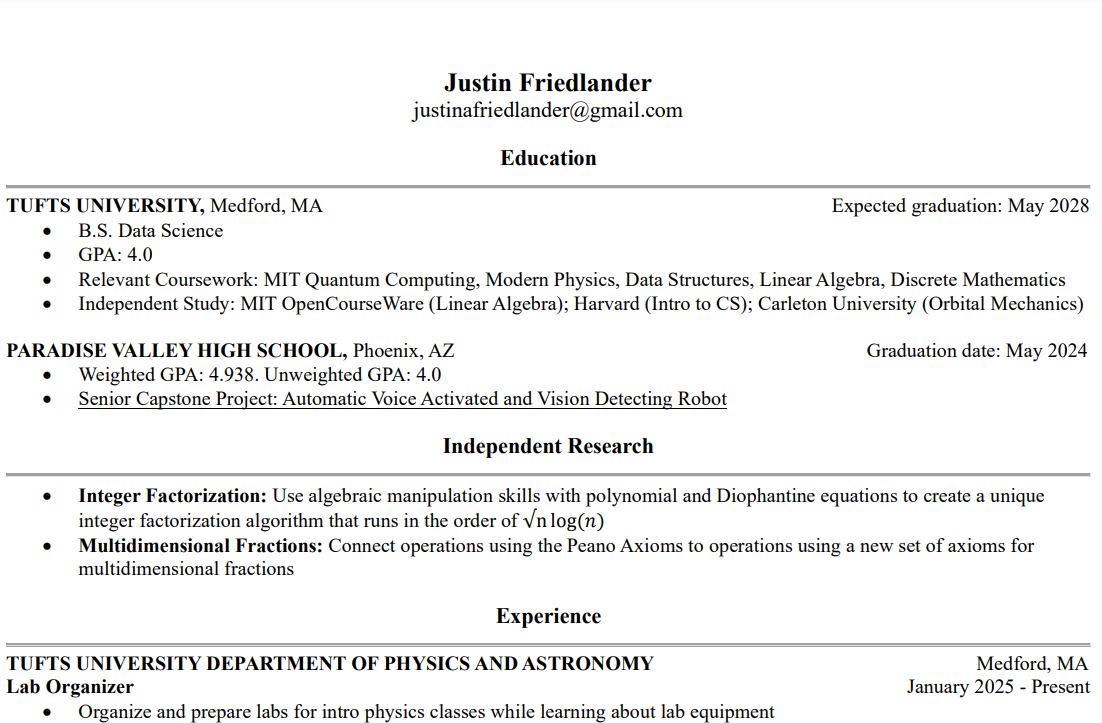 Justin Friedlander
justinafriedlander@gmail.com
Education
TUFTS UNIVERSITY, Medford, MA Expected graduation: May 2028
• B.S. Data Science
• GPA: 4.0
• Relevant Coursework: MIT Quantum Computing, Modern Physics, Data Structures, Linear Algebra, Discrete Mathematics
• Independent Study: MIT OpenCourseWare (Linear Algebra); Harvard (Intro to CS); Carleton University (Orbital Mechanics)
PARADISE VALLEY HIGH SCHOOL, Phoenix, AZ Graduation date: May 2024
• Weighted GPA: 4.938. Unweighted GPA: 4.0
• Senior Capstone Project: Automatic Voice Activated and Vision Detecting Robot
Independent Research
• Integer Factorization: Use algebraic manipulation skills with polynomial and Diophantine equations to create a unique
integer factorization algorithm that runs in the order of √n log(n)
• Multidimensional Fractions: Connect operations using the Peano Axioms to operations using a new set of axioms for
multidimensional fractions
Experience
TUFTS UNIVERSITY DEPARTMENT OF PHYSICS AND ASTRONOMY Medford, MA
Lab Organizer January 2025 - Present
• Organize and prepare labs for intro physics classes while learning about lab equipment